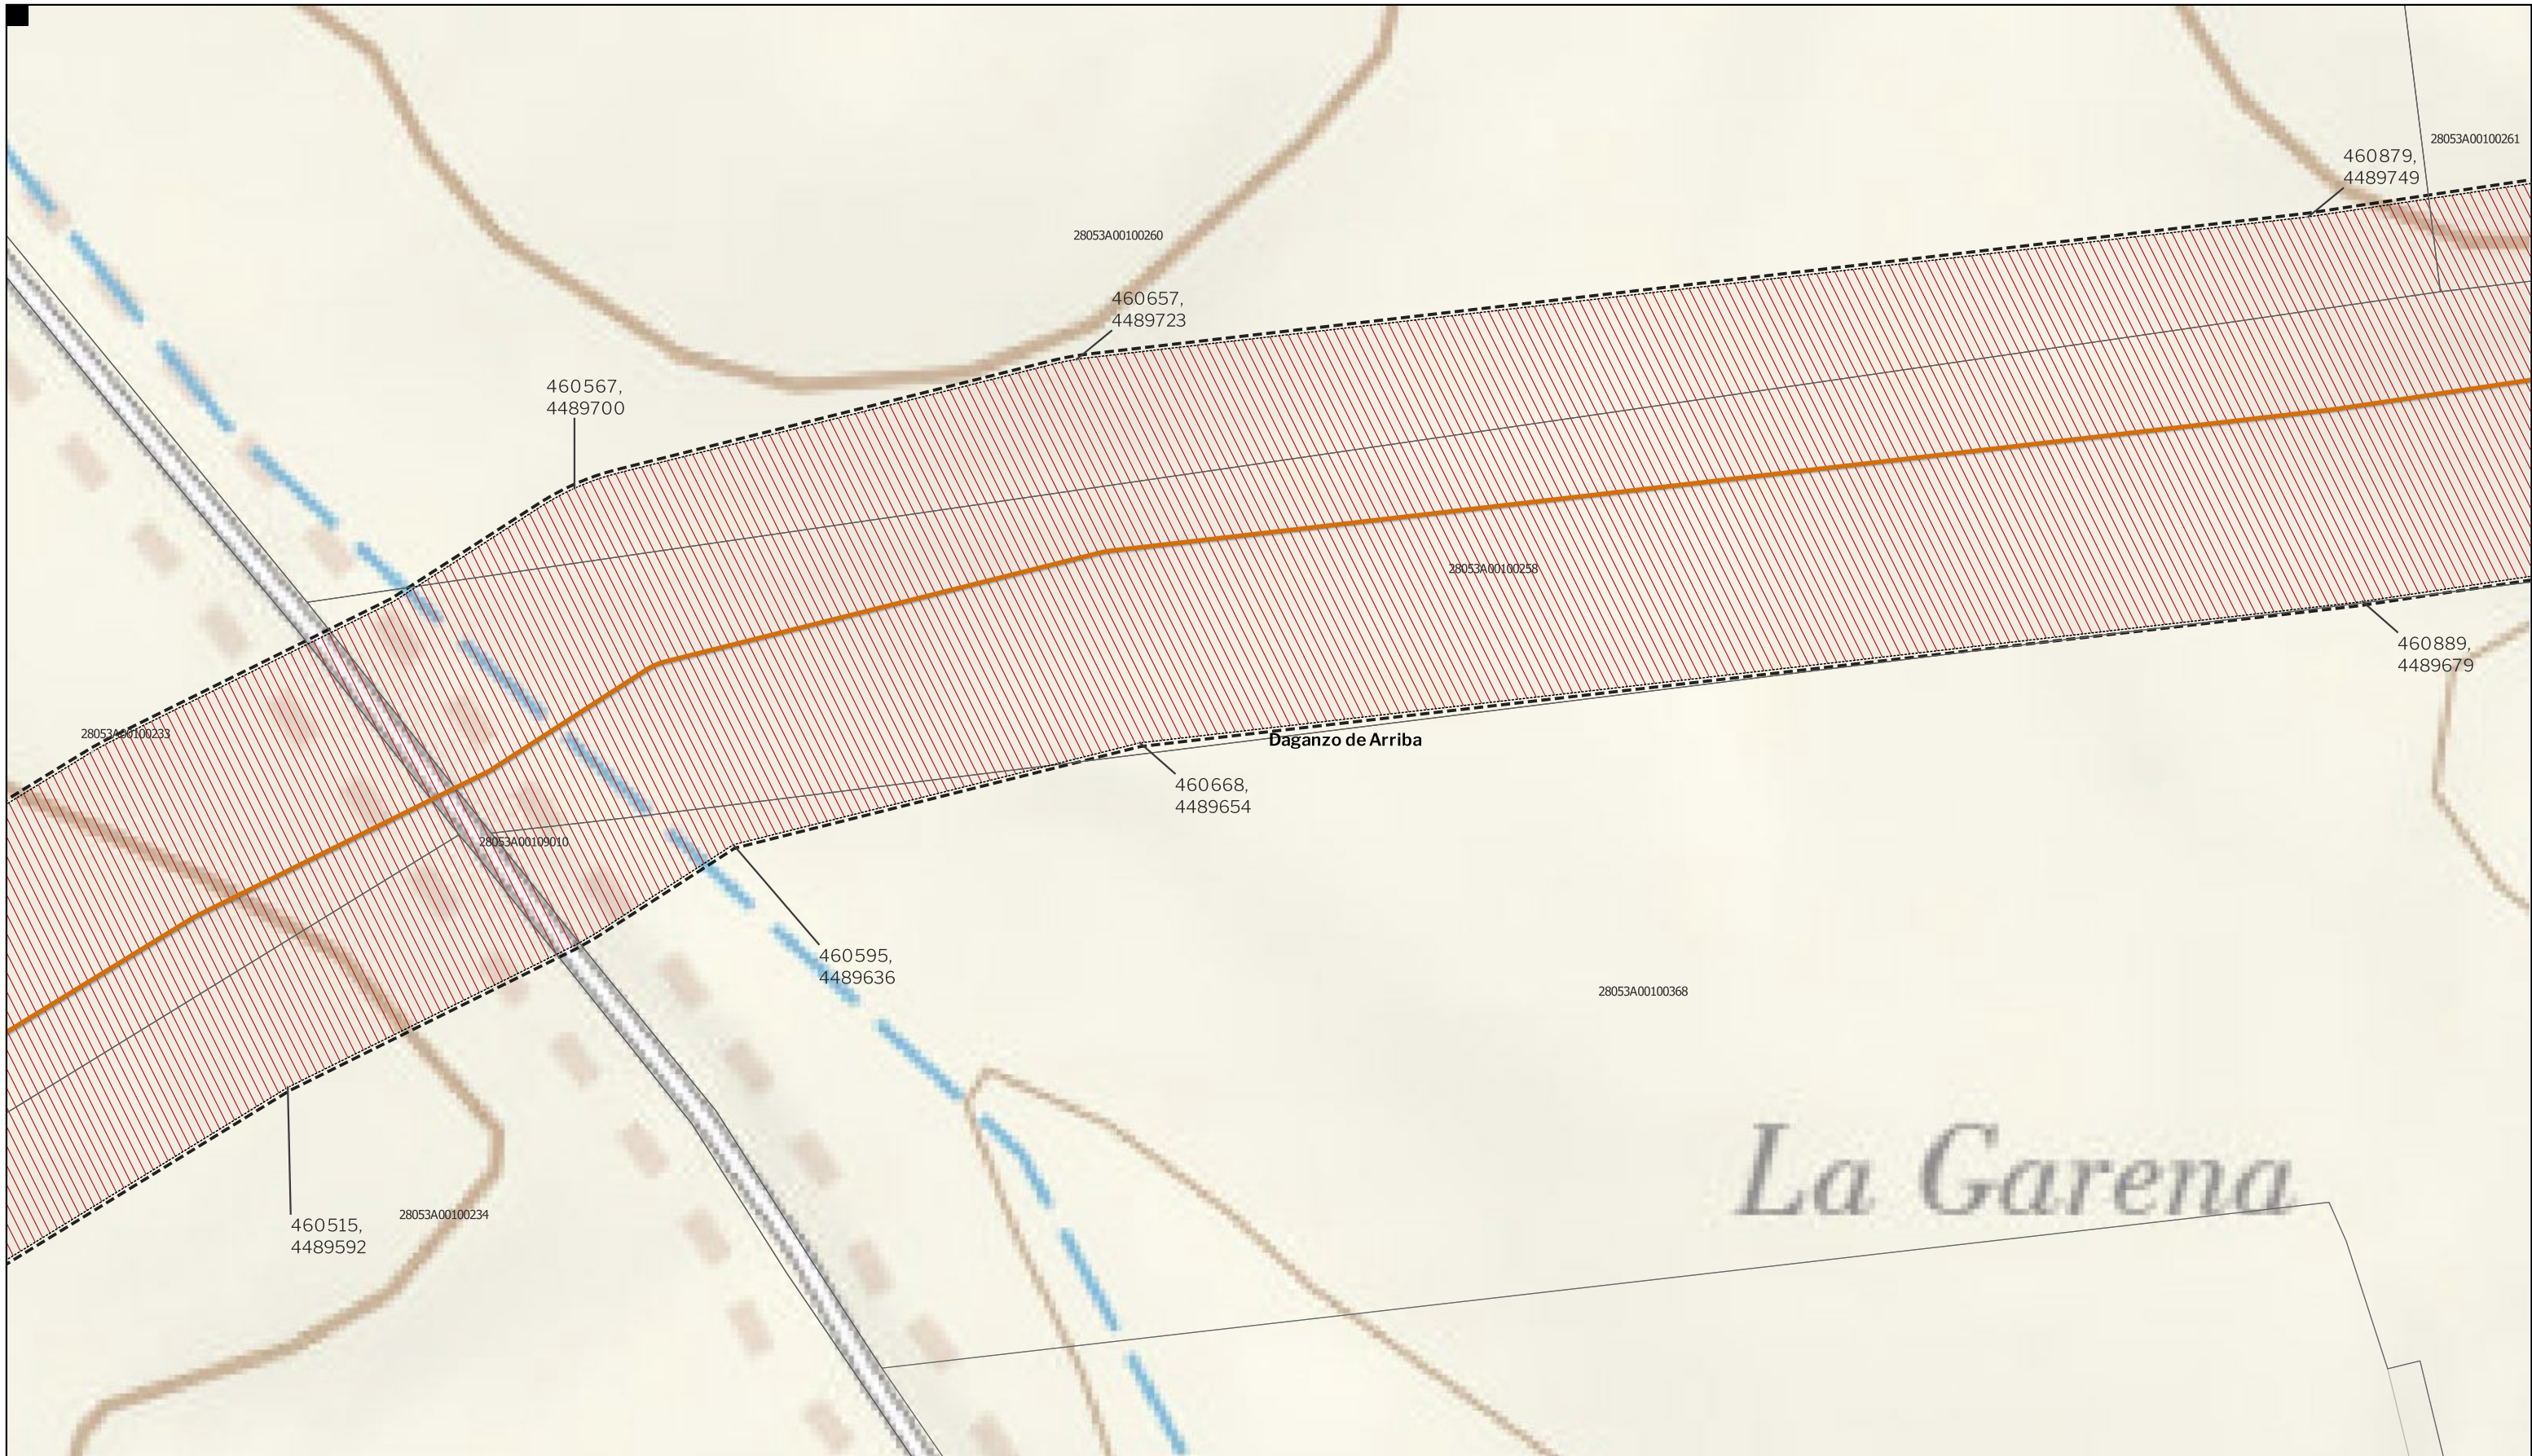 28053A00100261
460879,
4489749
28053A00100260
460657,
4489723
460567,
4489700
28053A00100258
460889,
4489679
28053A00100233
Daganzo de Arriba
460668,
4489654
28053A00109010
460595,
4489636
28053A00100368
La Garena
28053A00100234
460515,
4489592